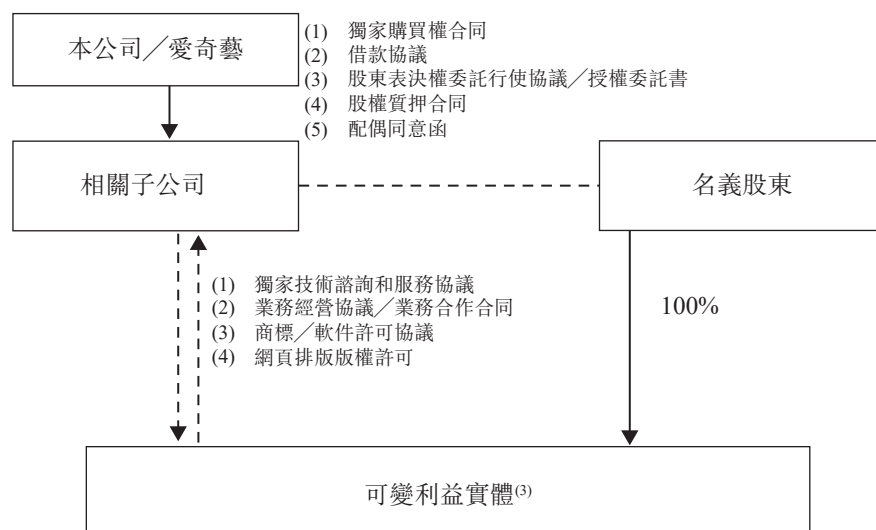 本公司／愛奇藝
(1) 獨家購買權合同
(2) 借款協議
(3) 股東表決權委託行使協議／授權委託書
(4) 股權質押合同
(5) 配偶同意函
相關子公司
名義股東
(1) 獨家技術諮詢和服務協議
(2) 業務經營協議／業務合作合同
(3) 商標／軟件許可協議
(4) 網頁排版版權許可
100%
可變利益實體(3)